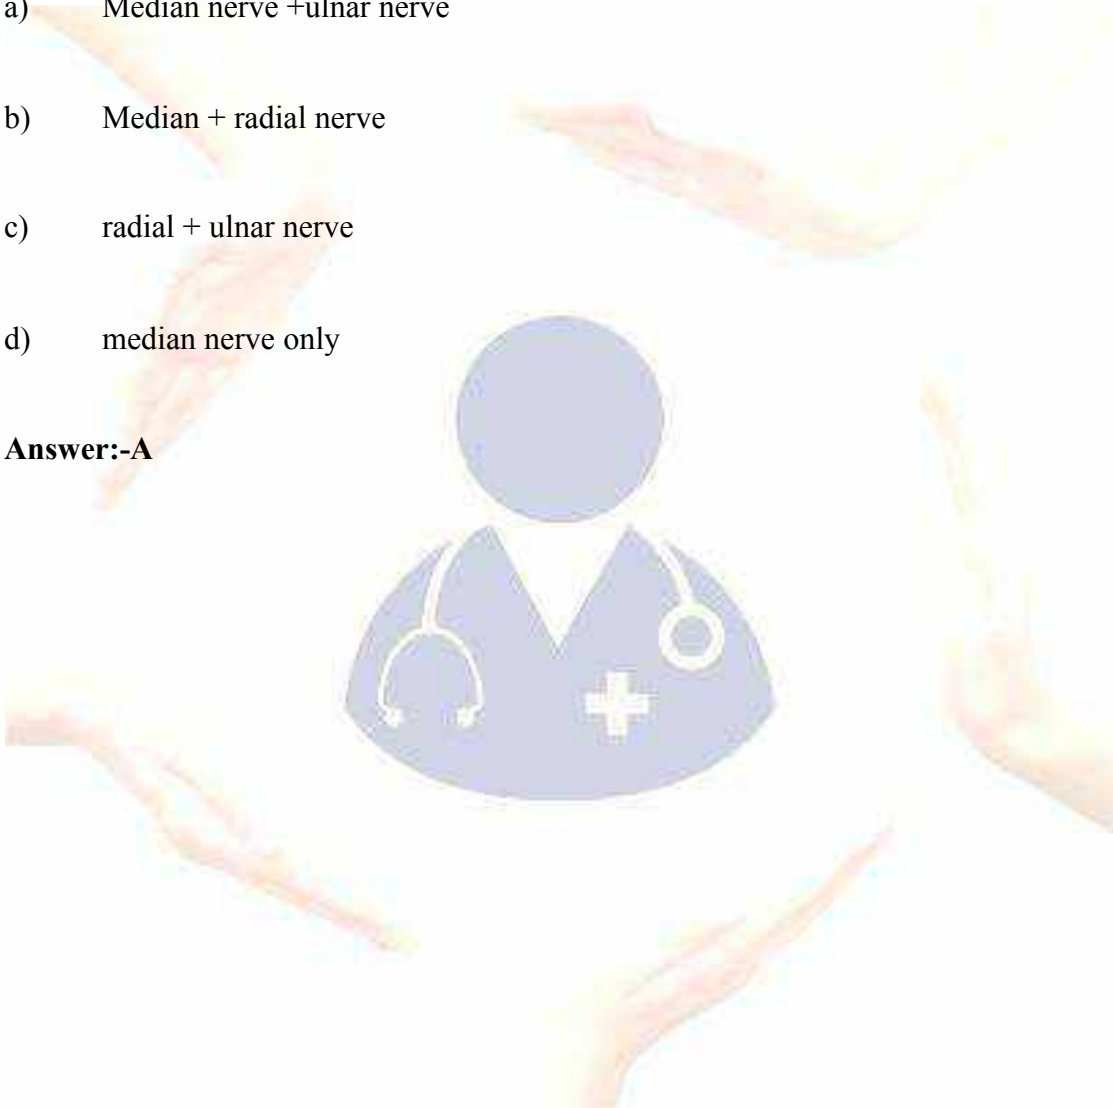 a) Median nerve +ulnar nerve
b) Median + radial nerve
c) radial + ulnar nerve
d) median nerve only
Answer:-A